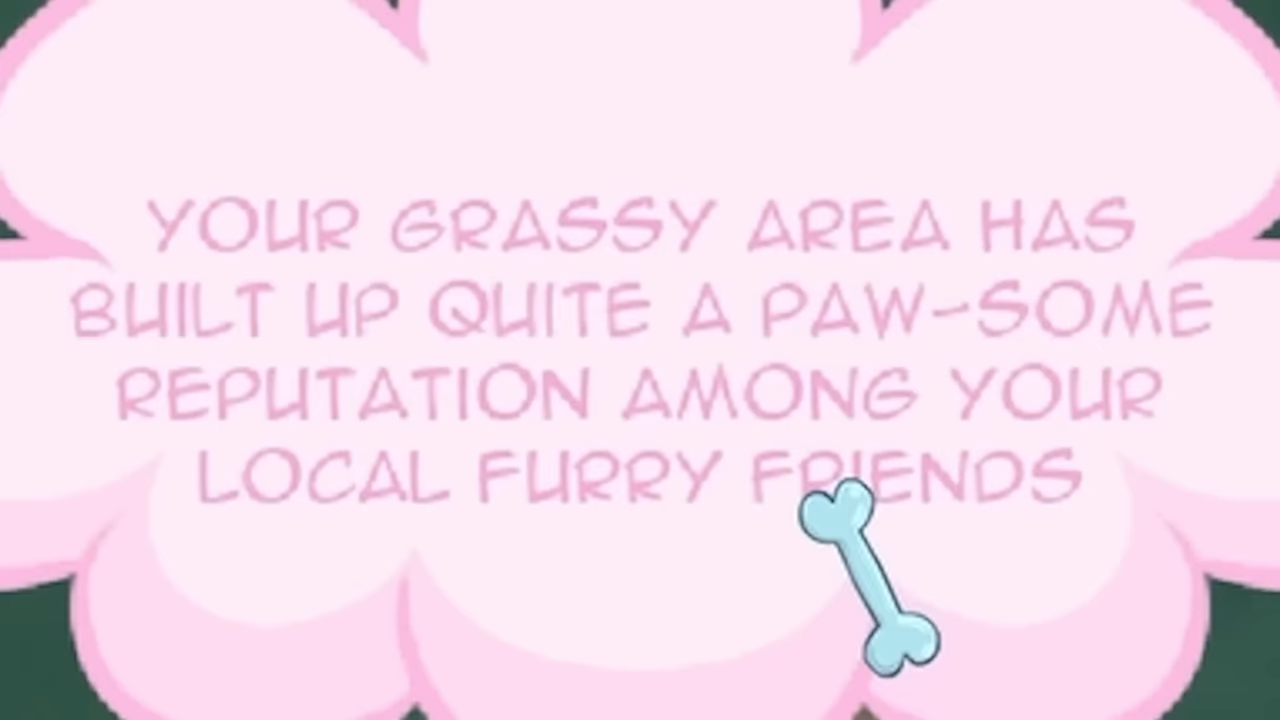 YOUR GRASSY AREA HAS
BUILT UP QUITE A PAW-SOME
REPUTATION AMONG YOUR
LOCAL FURRY FRIENDS